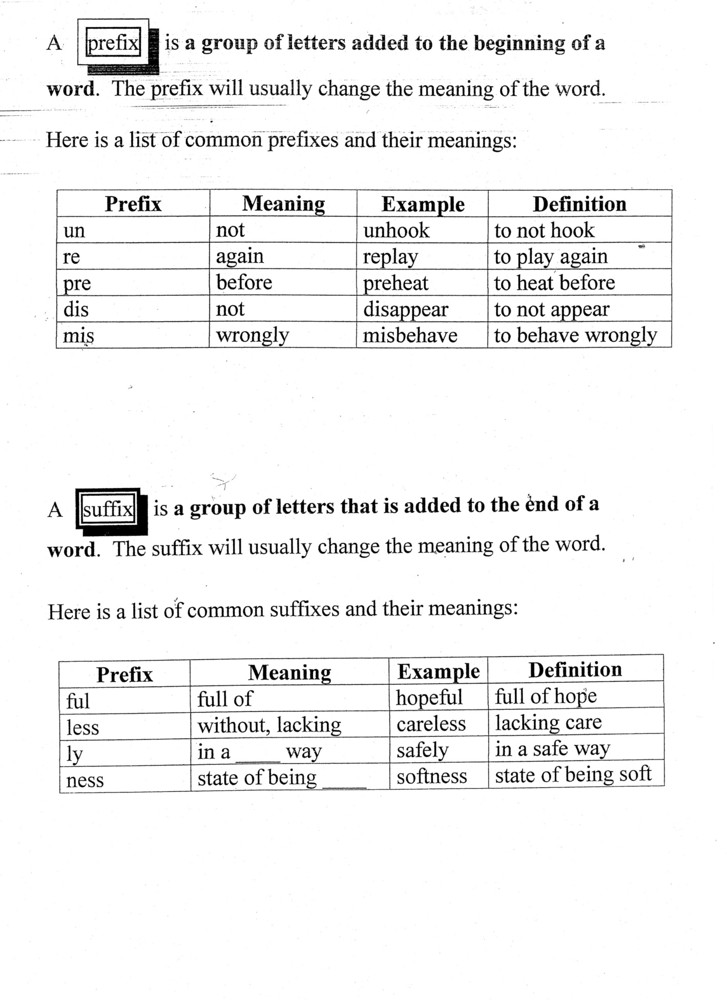 A prefix is a group of letters added to the beginning of a
word. The prefix will usually change the meaning of the word.
Here is a list of common prefixes and their meanings:
Prefix Meaning Example Definition
un not unhook to not hook
re again replay to play again
pre before preheat to heat before
dis not disappear to not appear
mis wrongly misbehave to behave wrongly
A suffix is a group of letters that is added to the end of a
word. The suffix will usually change the meaning of the word.
Here is a list of common suffixes and their meanings:
Prefix Meaning Example Definition
ful full of hopeful full of hope
less without, lacking careless lacking care
ly in a ____ way safely in a safe way
ness state of being ____ softness state of being soft